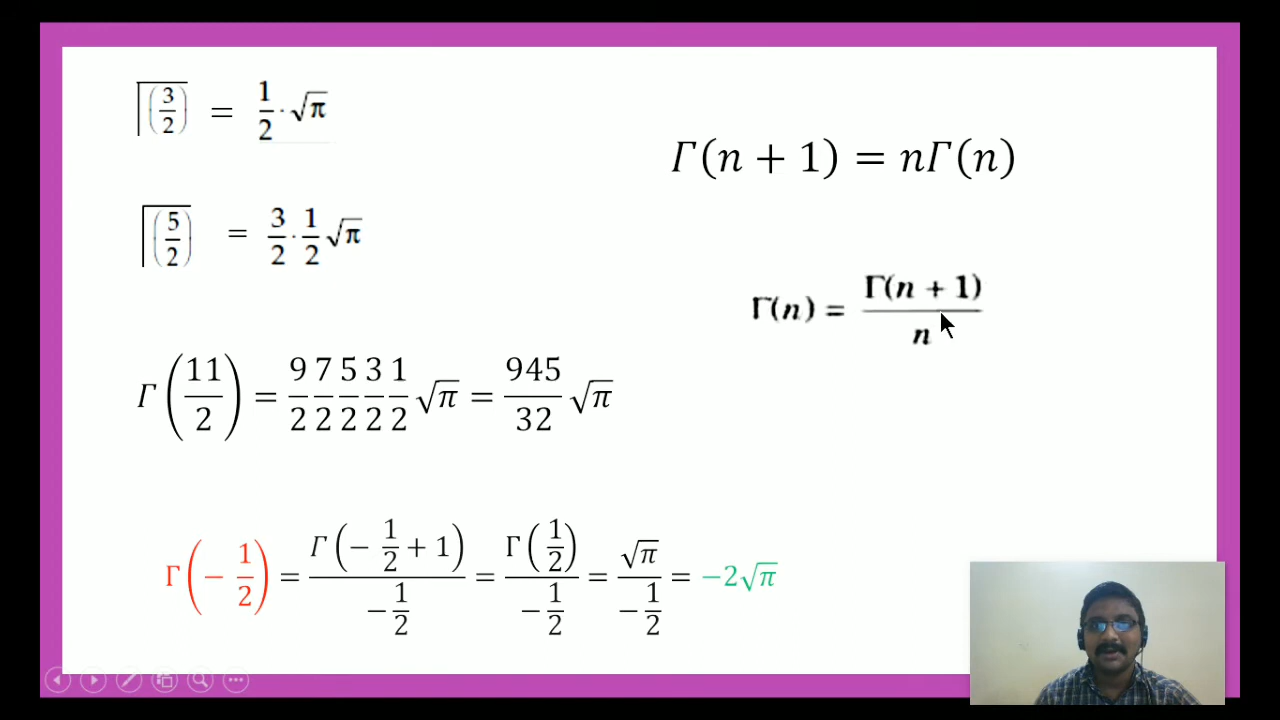 Γ(3/2) = 1/2 · √π
Γ(n + 1) = nΓ(n)
Γ(5/2) = 3/2 · 1/2 √π
Γ(n) = Γ(n + 1)/n
Γ(11/2) = 9/2 7/2 5/2 3/2 1/2 √π = 945/32 √π
Γ(− 1/2) = Γ(− 1/2 + 1)/(− 1/2) = Γ(1/2)/(− 1/2) = √π/(− 1/2) = −2√π